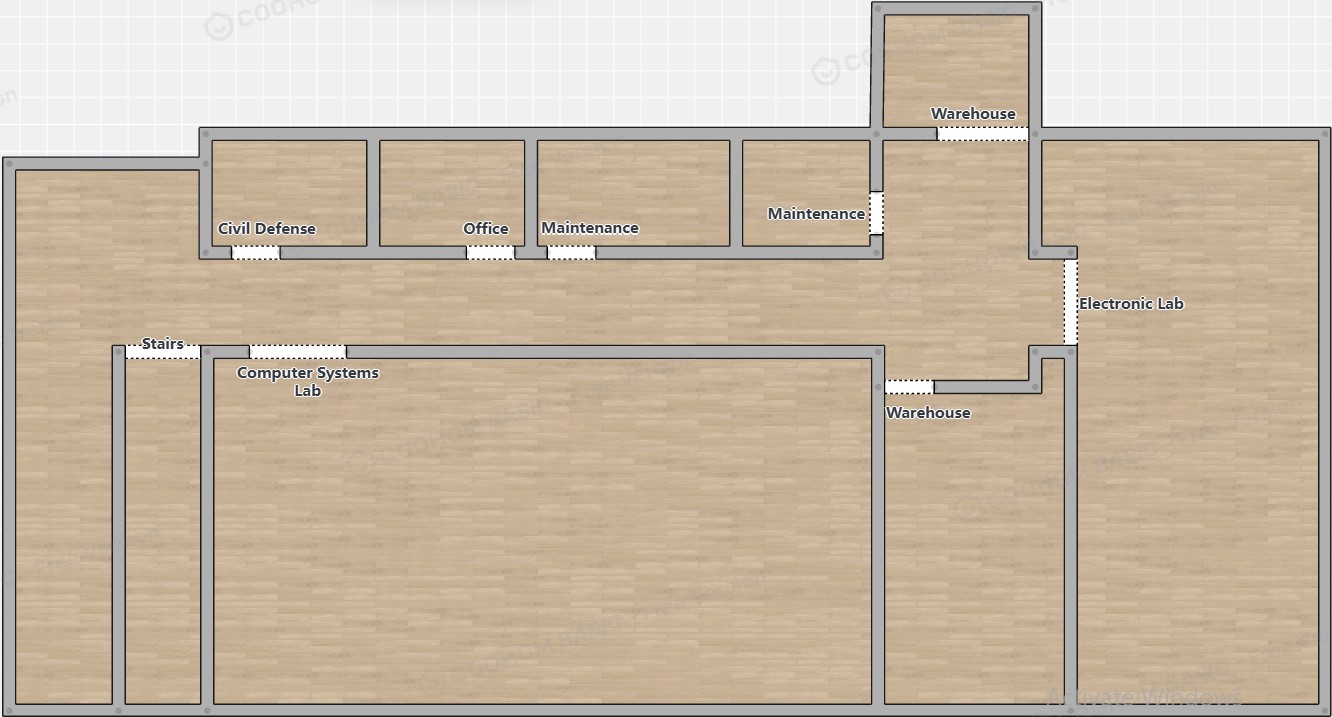 Warehouse
Maintenance
Civil Defense
Office
Maintenance
Electronic Lab
Stairs
Computer Systems
Lab
Warehouse
Activate Windows